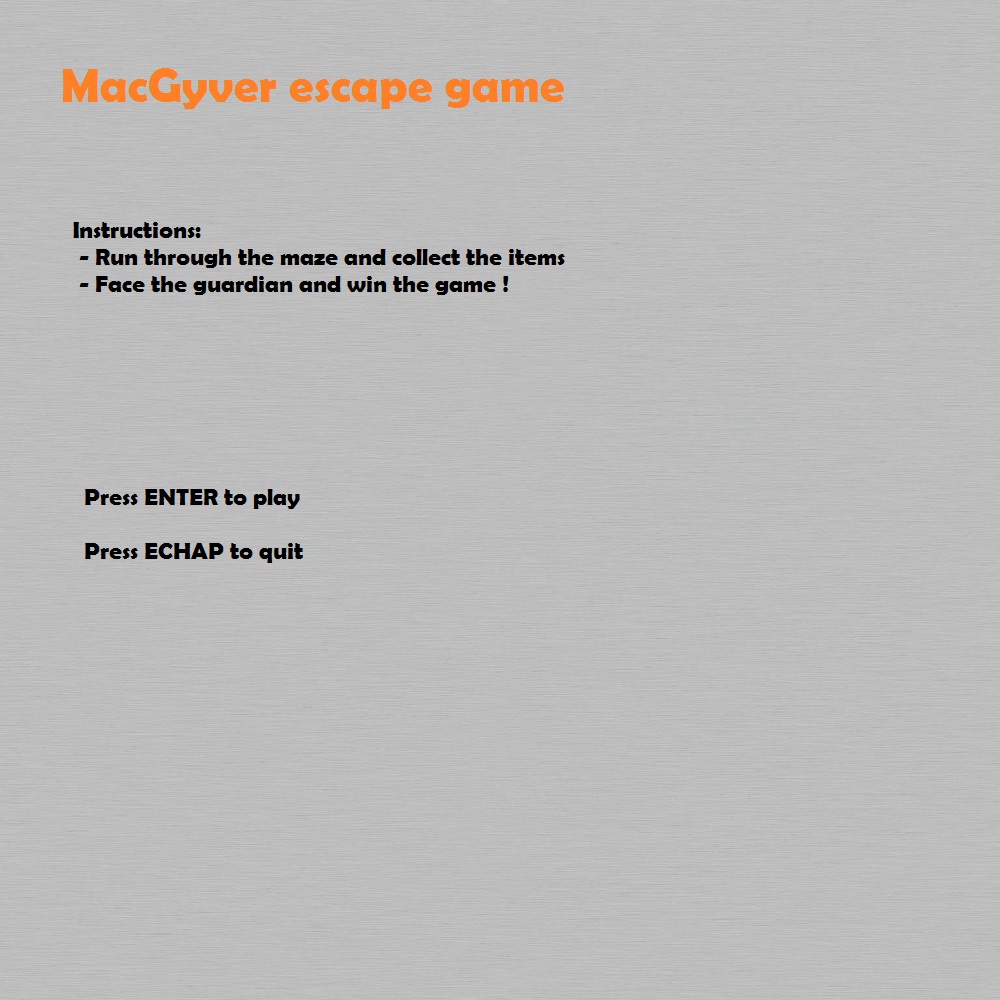 MacGyver escape game
Instructions:
- Run through the maze and collect the items
- Face the guardian and win the game !
Press ENTER to play
Press ECHAP to quit